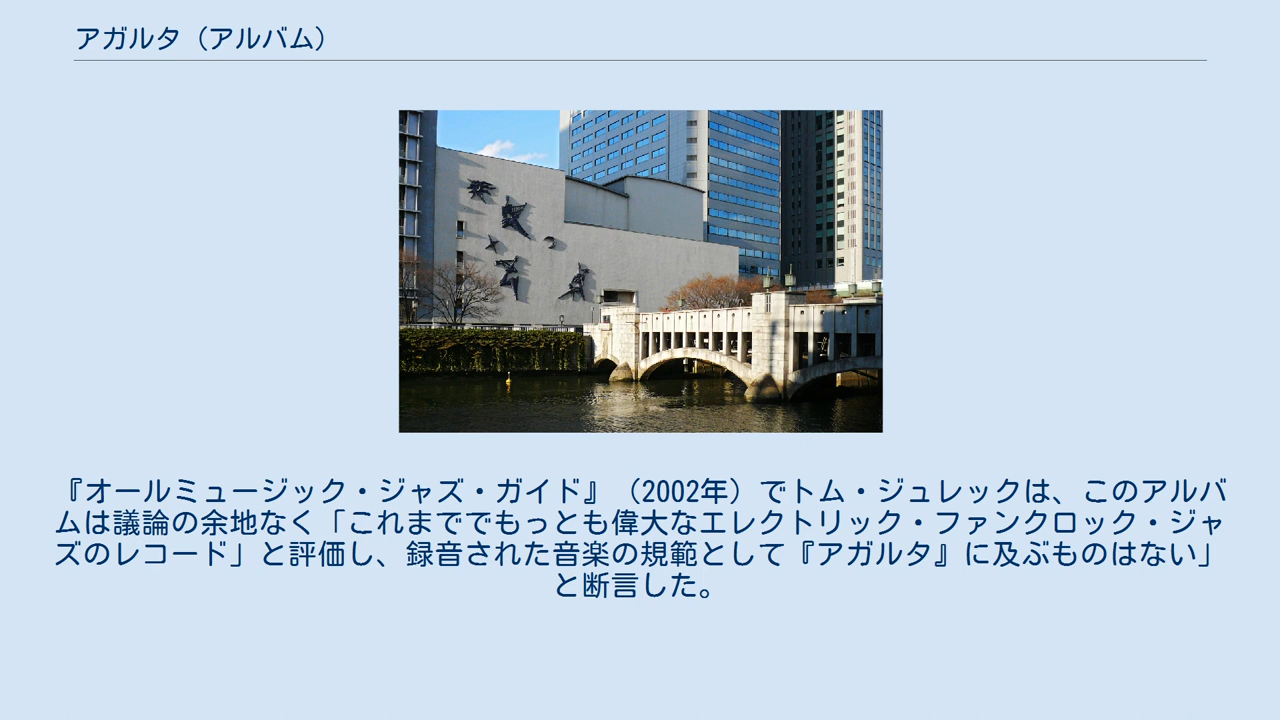 アガルタ（アルバム）
『オールミュージック・ジャズ・ガイド』（2002年）でトム・ジュレックは、このアルバ
ムは議論の余地なく「これまででもっとも偉大なエレクトリック・ファンクロック・ジャ
ズのレコード」と評価し、録音された音楽の規範として『アガルタ』に及ぶものはない」
と断言した。